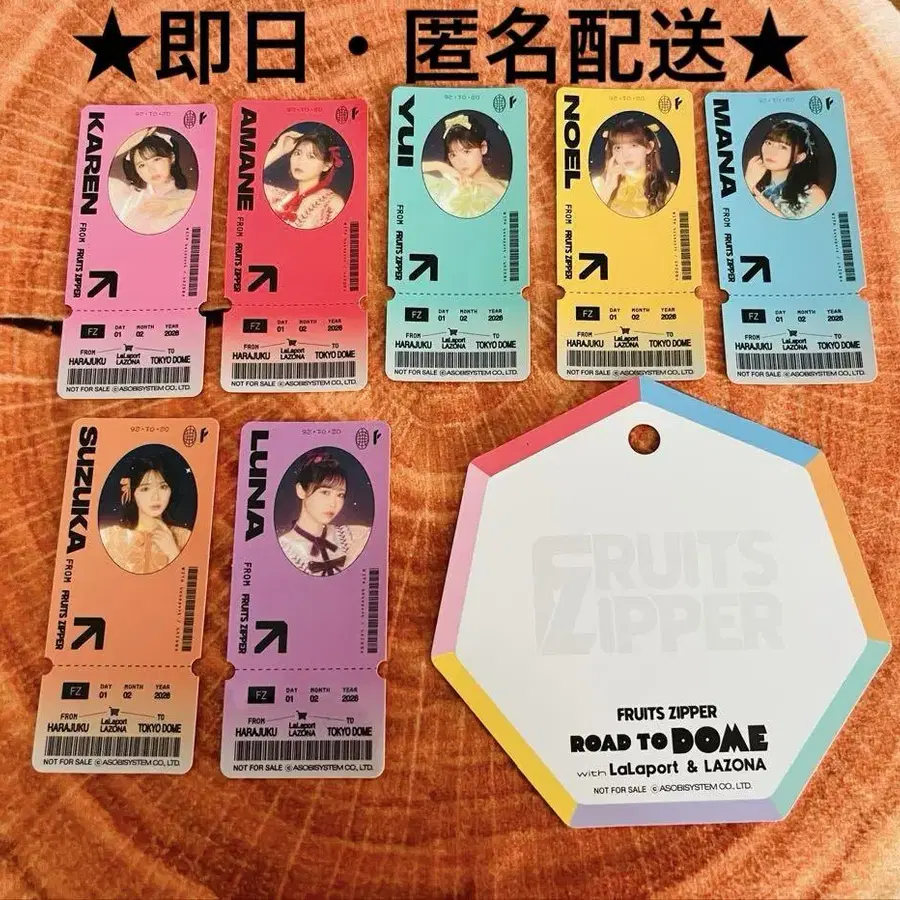 ★即日・匿名配送★
KAREN
FROM FRUITS ZIPPER
FZ
DAY MONTH YEAR
01 02 2026
FROM TO
HARAJUKU LaLaport LAZONA TOKYO DOME
NOT FOR SALE ©ASOBISYSTEM CO., LTD.
AMANE
FROM FRUITS ZIPPER
FZ
DAY MONTH YEAR
01 02 2026
FROM TO
HARAJUKU LaLaport LAZONA TOKYO DOME
NOT FOR SALE ©ASOBISYSTEM CO., LTD.
YUI
FROM FRUITS ZIPPER
FZ
DAY MONTH YEAR
01 02 2026
FROM TO
HARAJUKU LaLaport LAZONA TOKYO DOME
NOT FOR SALE ©ASOBISYSTEM CO., LTD.
NOEL
FROM FRUITS ZIPPER
FZ
DAY MONTH YEAR
01 02 2026
FROM TO
HARAJUKU LaLaport LAZONA TOKYO DOME
NOT FOR SALE ©ASOBISYSTEM CO., LTD.
MANA
FROM FRUITS ZIPPER
FZ
DAY MONTH YEAR
01 02 2026
FROM TO
HARAJUKU LaLaport LAZONA TOKYO DOME
NOT FOR SALE ©ASOBISYSTEM CO., LTD.
SUZUKA
FROM FRUITS ZIPPER
FZ
DAY MONTH YEAR
01 02 2026
FROM TO
HARAJUKU LaLaport LAZONA TOKYO DOME
NOT FOR SALE ©ASOBISYSTEM CO., LTD.
LUNA
FROM FRUITS ZIPPER
FZ
DAY MONTH YEAR
01 02 2026
FROM TO
HARAJUKU LaLaport LAZONA TOKYO DOME
NOT FOR SALE ©ASOBISYSTEM CO., LTD.
FRUITS
ZIPPER
FRUITS ZIPPER
ROAD TO DOME
with LaLaport & LAZONA
NOT FOR SALE ©ASOBISYSTEM CO., LTD.